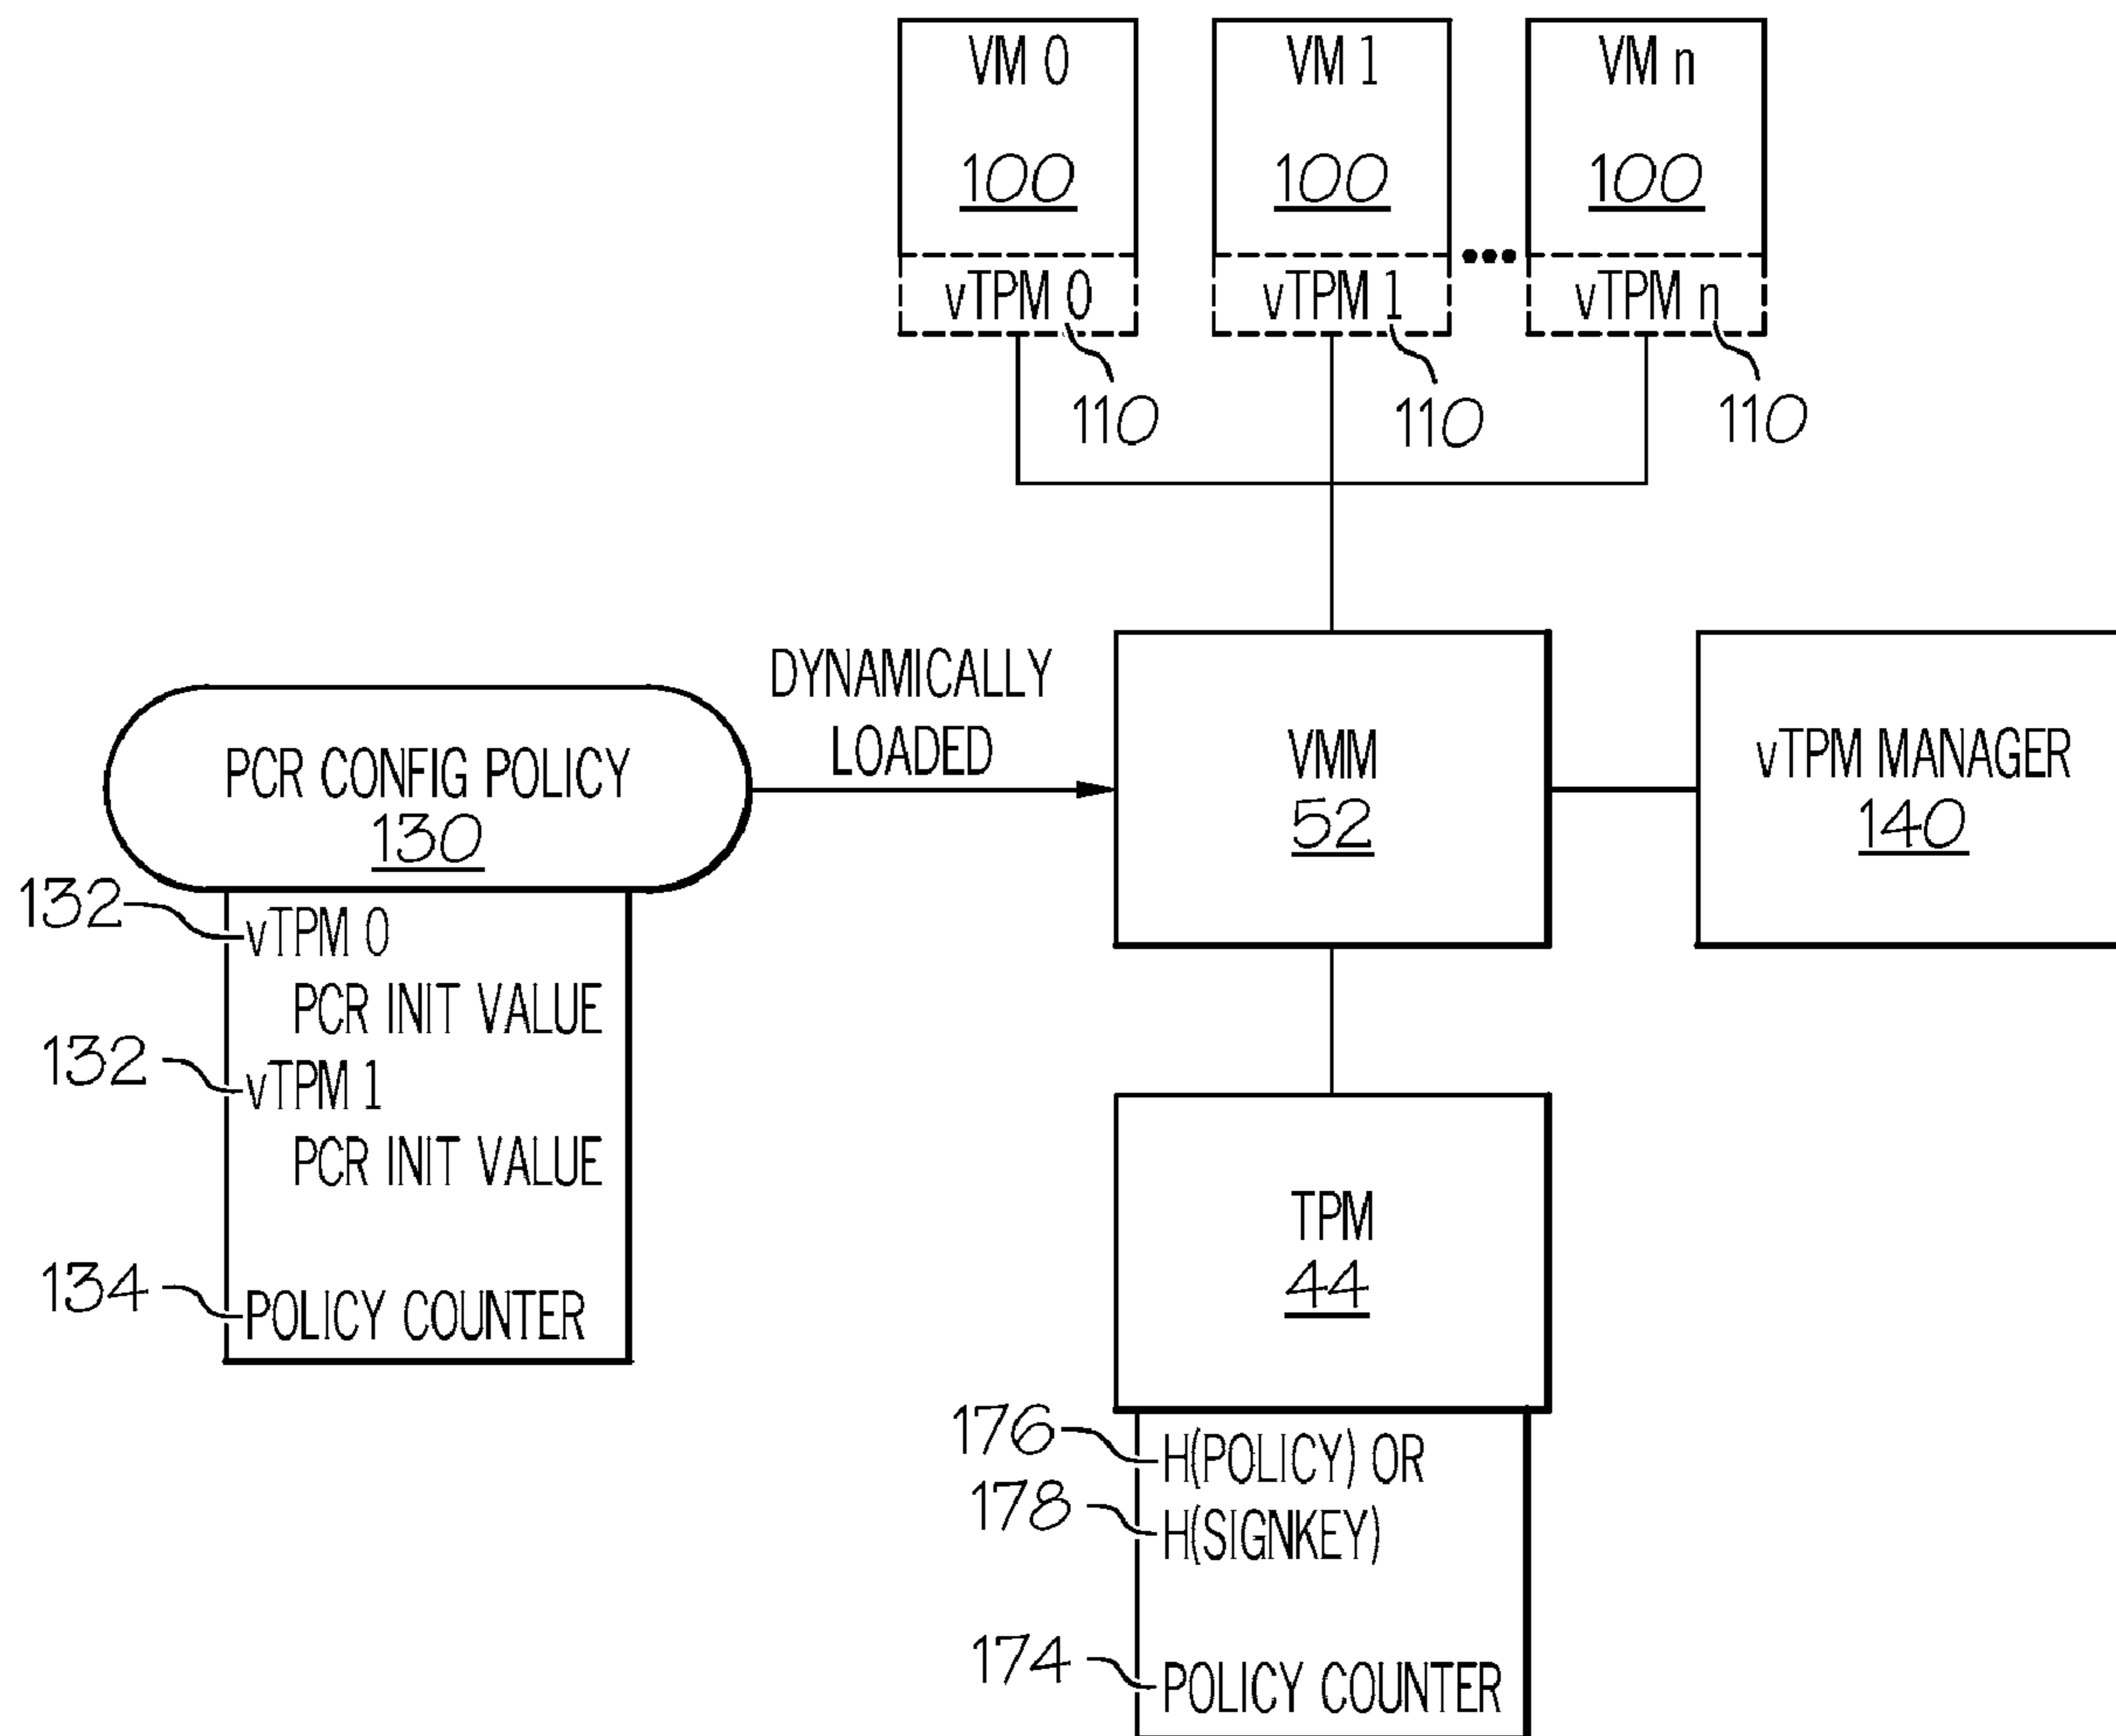 VM 0
100
vTPM 0
110
VM 1
100
vTPM 1
110
•••
VM n
100
vTPM n
110
DYNAMICALLY
LOADED
PCR CONFIG POLICY
130
132
vTPM 0
PCR INIT VALUE
132
vTPM 1
PCR INIT VALUE
134
POLICY COUNTER
VMM
52
vTPM MANAGER
140
TPM
44
176
H(POLICY) OR
178
H(SIGNKEY)
174
POLICY COUNTER